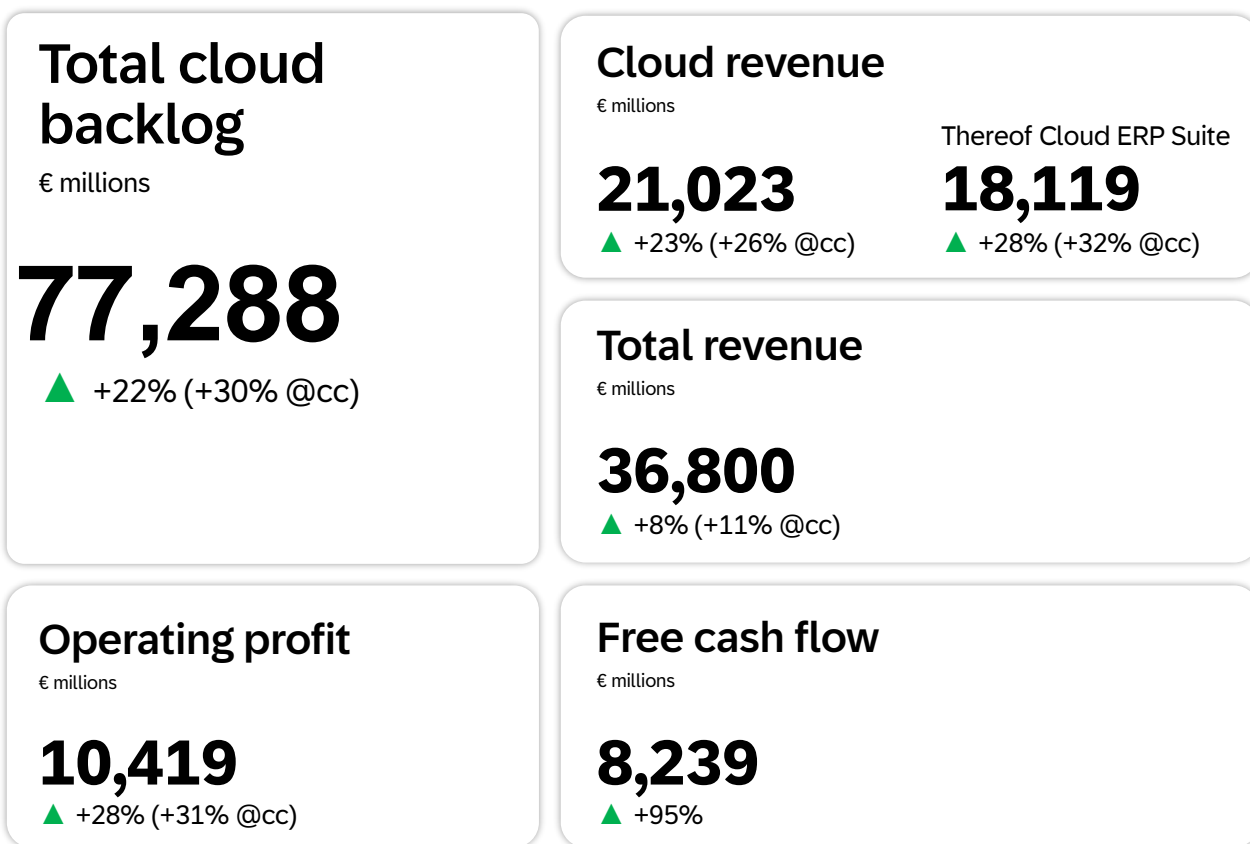 Total cloud
backlog
€ millions
77,288
▲ +22% (+30% @cc)
Cloud revenue
€ millions
21,023
▲ +23% (+26% @cc)
Thereof Cloud ERP Suite
18,119
▲ +28% (+32% @cc)
Total revenue
€ millions
36,800
▲ +8% (+11% @cc)
Operating profit
€ millions
10,419
▲ +28% (+31% @cc)
Free cash flow
€ millions
8,239
▲ +95%